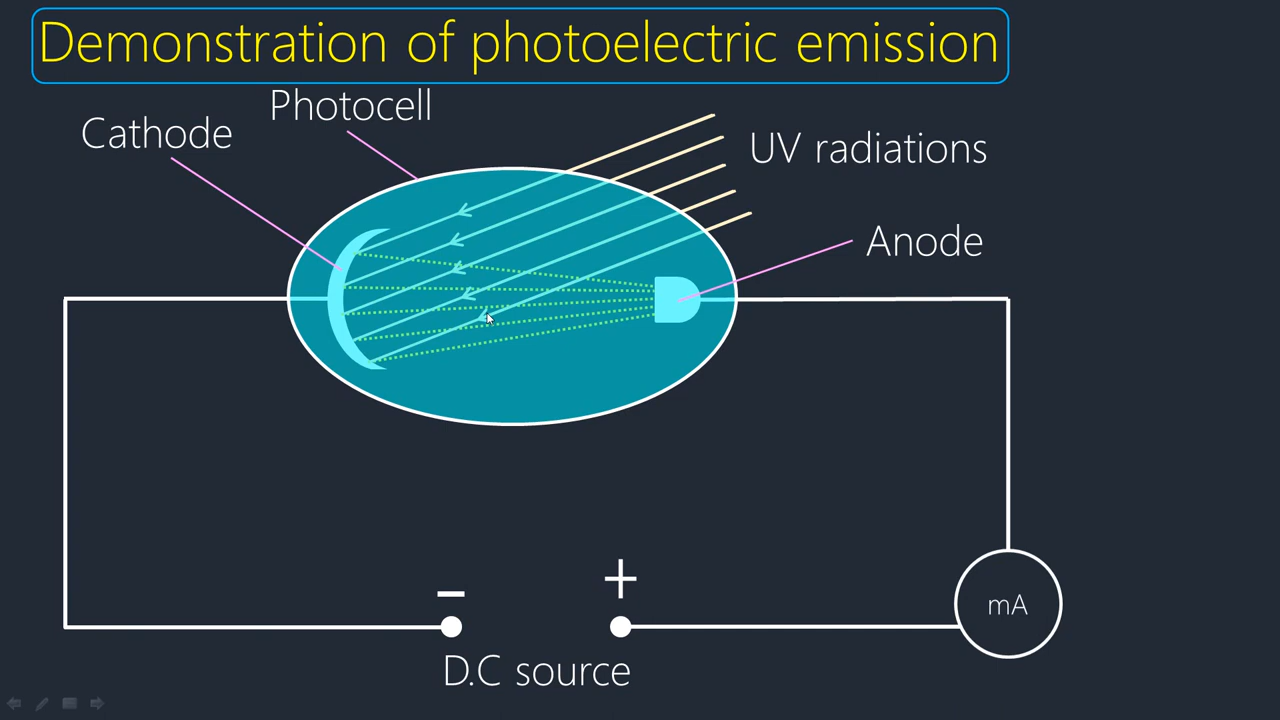 Demonstration of photoelectric emission
Photocell
Cathode
UV radiations
Anode
– +
mA
D.C source